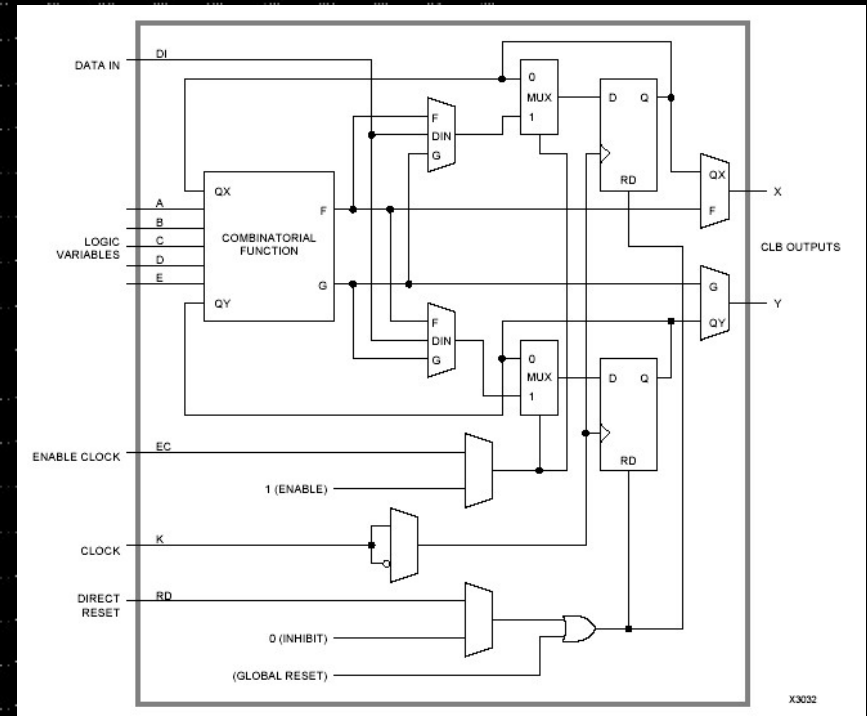 DATA IN
DI
0
MUX
1
D Q
RD
F
DIN
G
QX
F
X
QX
A
B
LOGIC
VARIABLES
C
D
E
COMBINATORIAL
FUNCTION
F
G
QY
CLB OUTPUTS
G
QY
Y
F
DIN
G
0
MUX
1
D Q
RD
ENABLE CLOCK
EC
1 (ENABLE)
CLOCK
K
DIRECT
RESET
RD
0 (INHIBIT)
(GLOBAL RESET)
X3032